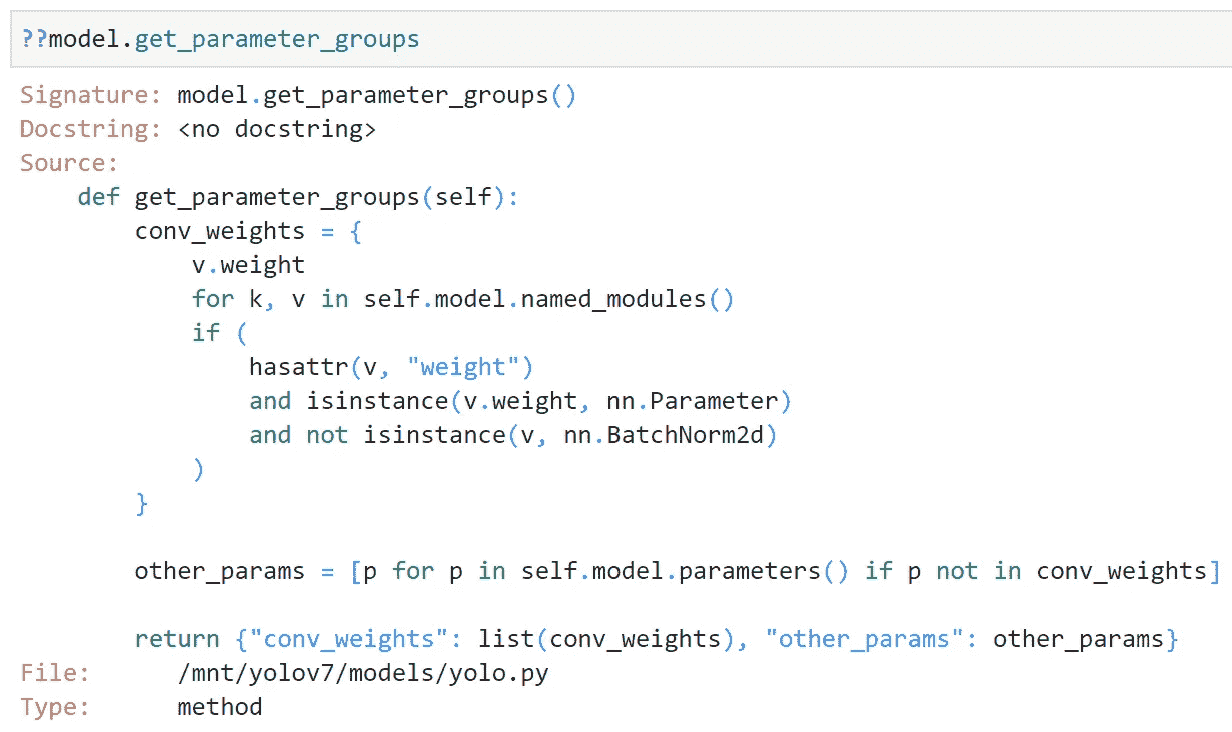 ??model.get_parameter_groups
Signature: model.get_parameter_groups()
Docstring: <no docstring>
Source:
    def get_parameter_groups(self):
        conv_weights = {
            v.weight
            for k, v in self.model.named_modules()
            if (
                hasattr(v, "weight")
                and isinstance(v.weight, nn.Parameter)
                and not isinstance(v, nn.BatchNorm2d)
            )
        }

        other_params = [p for p in self.model.parameters() if p not in conv_weights]

        return {"conv_weights": list(conv_weights), "other_params": other_params}
File:      /mnt/yolov7/models/yolo.py
Type:      method